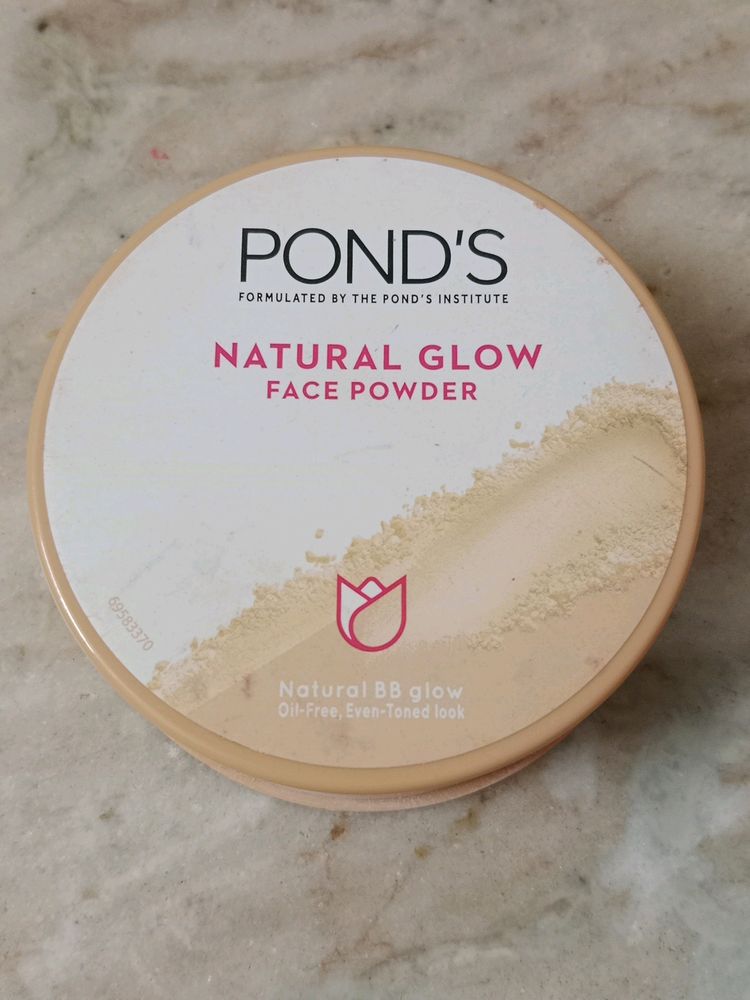 POND'S
FORMULATED BY THE POND'S INSTITUTE
NATURAL GLOW
FACE POWDER
69583370
Natural BB glow
Oil-Free, Even-Toned look